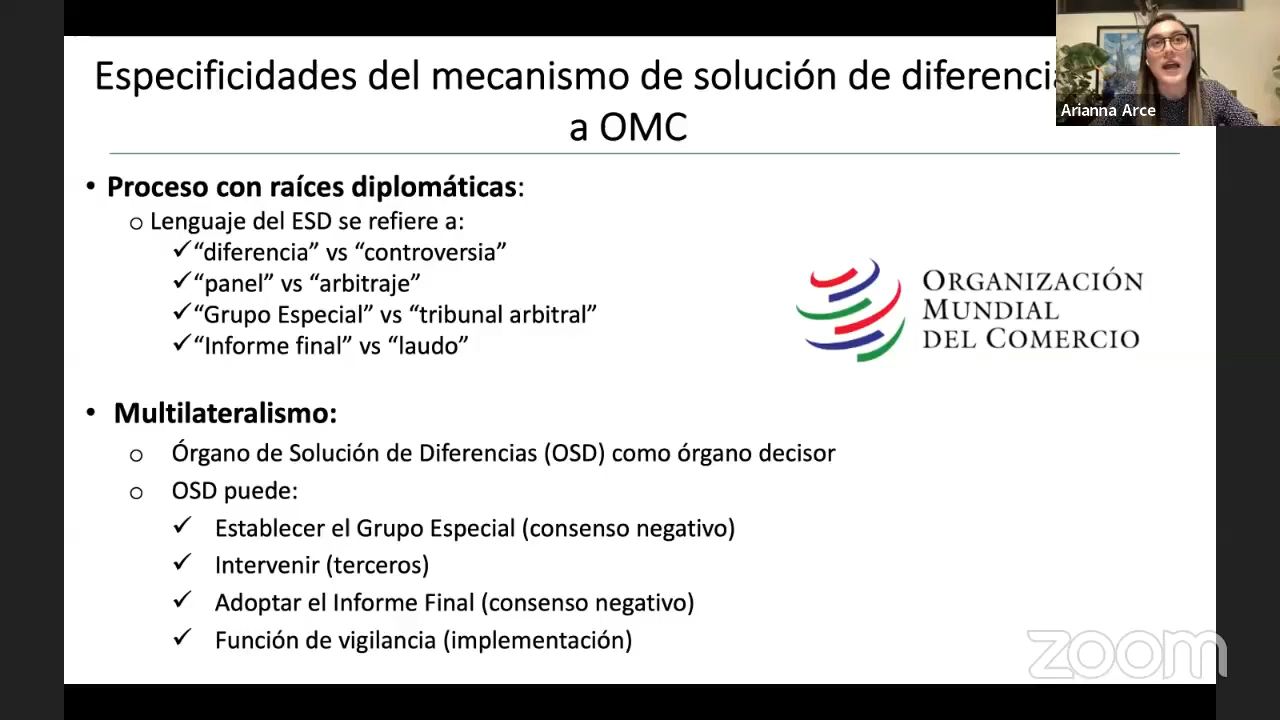 Especificidades del mecanismo de solución de
a OMC
Arianna Arce
• Proceso con raíces diplomáticas:
o Lenguaje del ESD se refiere a:
✓“diferencia” vs “controversia”
✓“panel” vs “arbitraje”
✓“Grupo Especial” vs “tribunal arbitral”
✓“Informe final” vs “laudo”
ORGANIZACIÓN
MUNDIAL
DEL COMERCIO
• Multilateralismo:
o Órgano de Solución de Diferencias (OSD) como órgano decisor
o OSD puede:
✓ Establecer el Grupo Especial (consenso negativo)
✓ Intervenir (terceros)
✓ Adoptar el Informe Final (consenso negativo)
✓ Función de vigilancia (implementación)
zoom